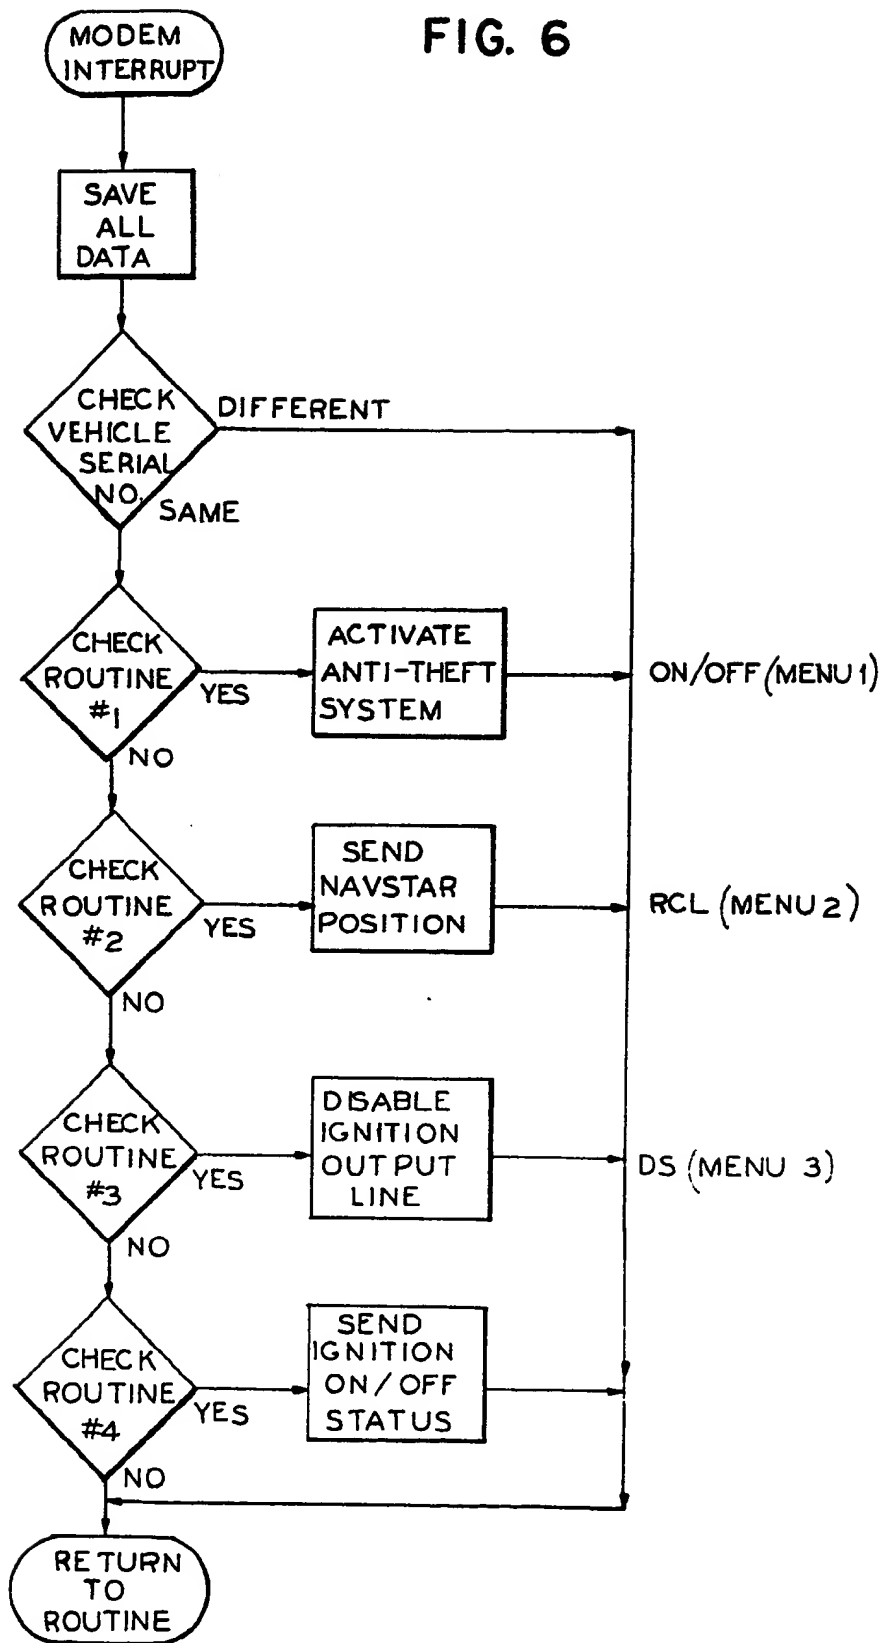 FIG. 6
MODEM
INTERRUPT
SAVE
ALL
DATA
CHECK
VEHICLE
SERIAL
NO.
DIFFERENT
SAME
CHECK
ROUTINE
#1
YES
NO
ACTIVATE
ANTI-THEFT
SYSTEM
ON/OFF (MENU 1)
CHECK
ROUTINE
#2
YES
NO
SEND
NAVSTAR
POSITION
RCL (MENU 2)
CHECK
ROUTINE
#3
YES
NO
DISABLE
IGNITION
OUTPUT
LINE
DS (MENU 3)
CHECK
ROUTINE
#4
YES
NO
SEND
IGNITION
ON/OFF
STATUS
RETURN
TO
ROUTINE